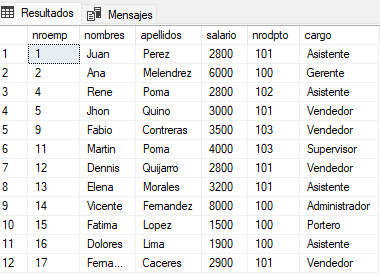 Resultados Mensajes
nroemp nombres apellidos salario nrodpto cargo
1 1 Juan Perez 2800 101 Asistente
2 2 Ana Melendrez 6000 100 Gerente
3 4 Rene Poma 2800 102 Asistente
4 5 Jhon Quino 3000 101 Vendedor
5 9 Fabio Contreras 3500 103 Vendedor
6 11 Martin Poma 4000 103 Supervisor
7 12 Dennis Quijarro 2800 101 Vendedor
8 13 Elena Morales 3200 101 Asistente
9 14 Vicente Fernandez 8000 100 Administrador
10 15 Fatima Lopez 1500 100 Portero
11 16 Dolores Lima 1900 100 Asistente
12 17 Ferna... Caceres 2900 101 Vendedor